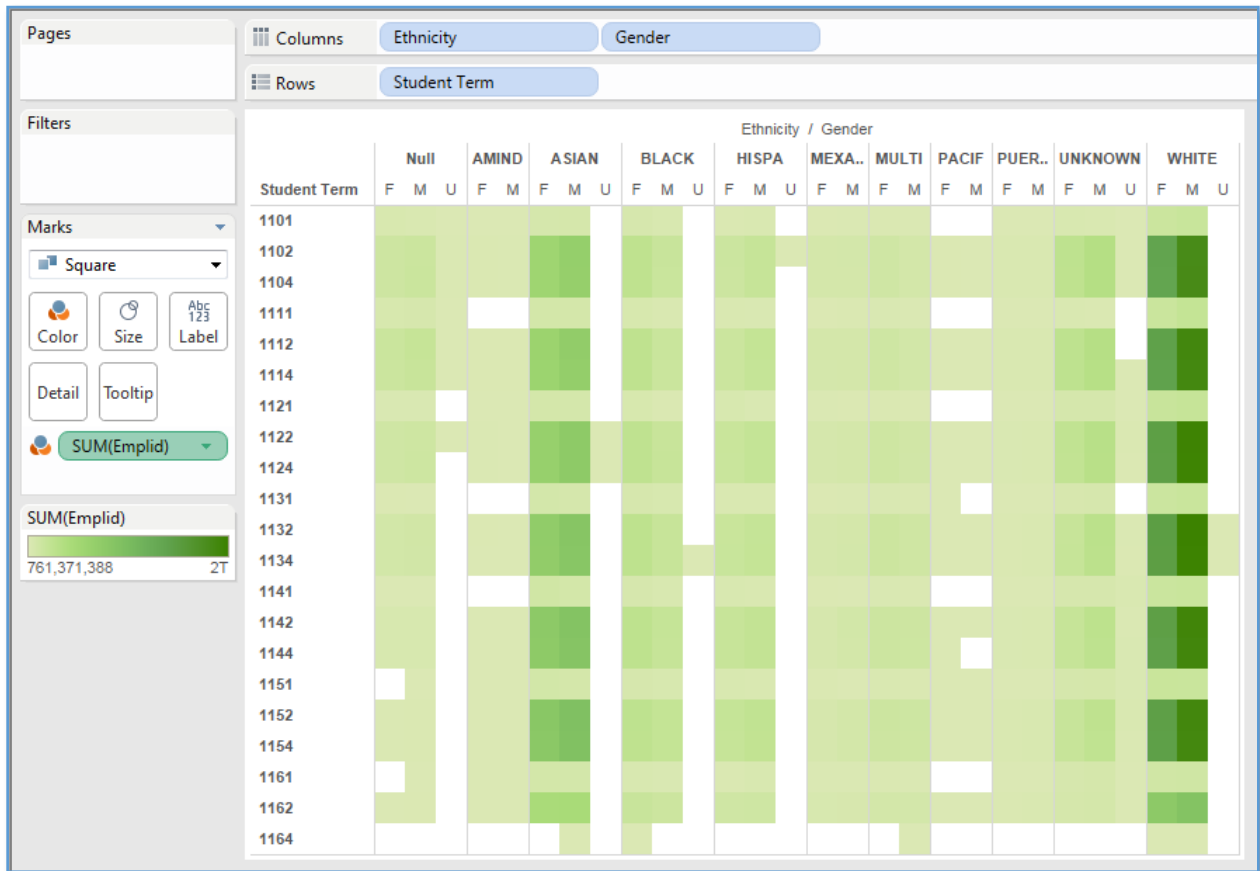 Pages
Columns Ethnicity Gender
Rows Student Term
Filters
Ethnicity / Gender
Null AMIND ASIAN BLACK HISPA MEXA.. MULTI PACIF PUER.. UNKNOWN WHITE
Student Term F M U F M F M U F M U F M U F M F M F M F M F M U F M U
Marks
Square
Color Size Abc 123 Label
Detail Tooltip
SUM(Emplid)
SUM(Emplid)
761,371,388 2T
1101
1102
1104
1111
1112
1114
1121
1122
1124
1131
1132
1134
1141
1142
1144
1151
1152
1154
1161
1162
1164